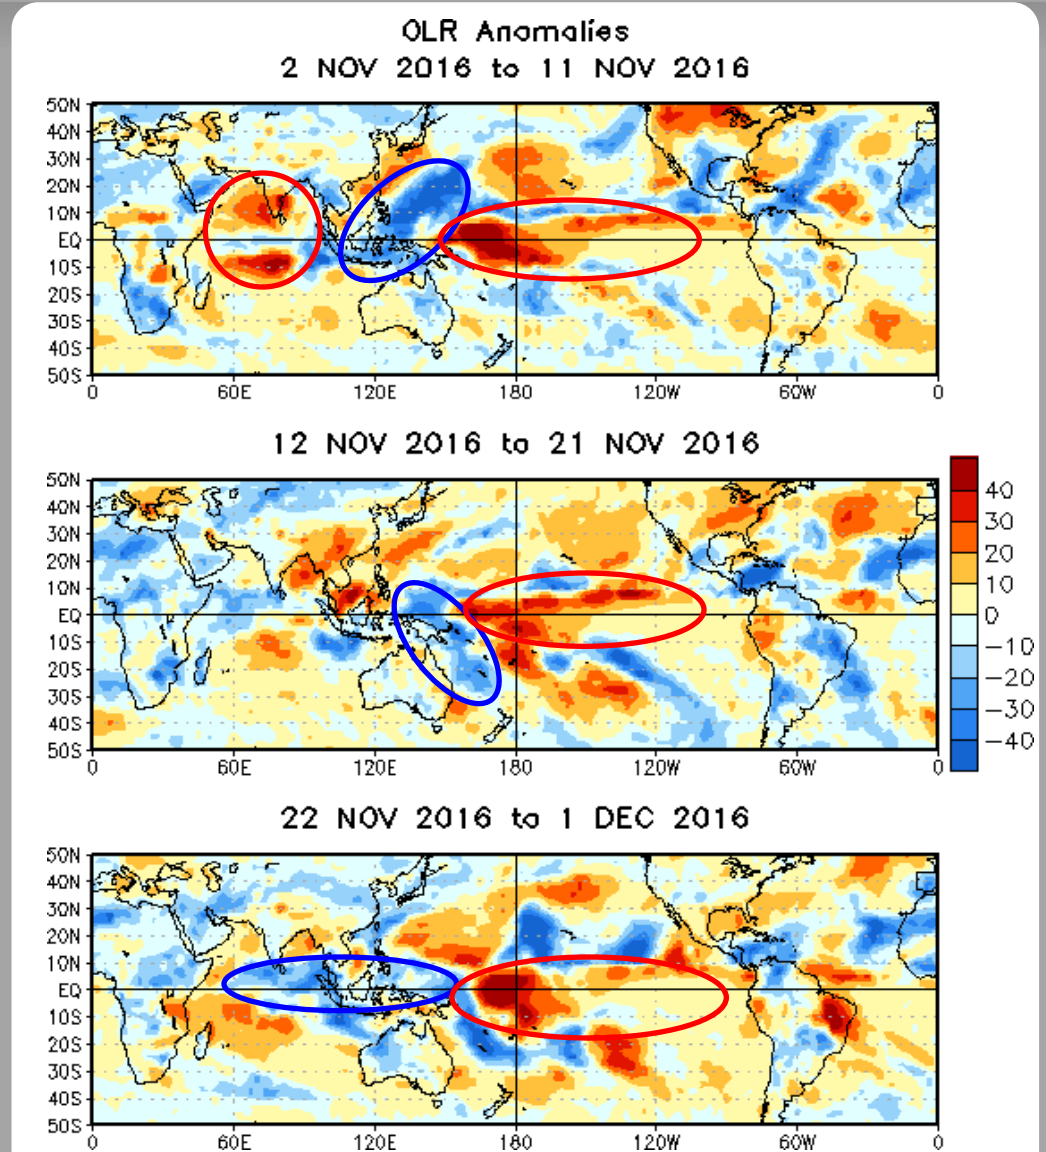 OLR Anomalies
2 NOV 2016 to 11 NOV 2016
50N
40N
30N
20N
10N
EQ
10S
20S
30S
40S
50S
0 60E 120E 180 120W 60W 0
12 NOV 2016 to 21 NOV 2016
50N
40N
30N
20N
10N
EQ
10S
20S
30S
40S
50S
0 60E 120E 180 120W 60W 0
40
30
20
10
0
−10
−20
−30
−40
22 NOV 2016 to 1 DEC 2016
50N
40N
30N
20N
10N
EQ
10S
20S
30S
40S
50S
0 60E 120E 180 120W 60W 0